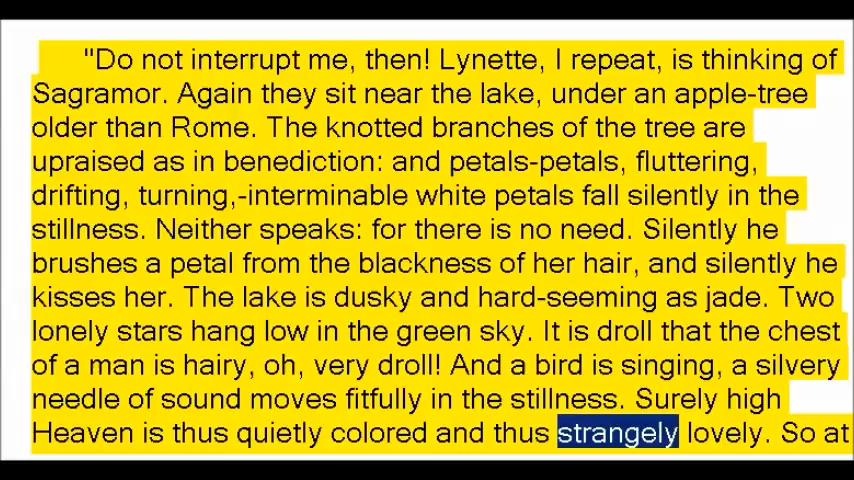 "Do not interrupt me, then! Lynette, I repeat, is thinking of
Sagramor. Again they sit near the lake, under an apple-tree
older than Rome. The knotted branches of the tree are
upraised as in benediction: and petals-petals, fluttering,
drifting, turning,-interminable white petals fall silently in the
stillness. Neither speaks: for there is no need. Silently he
brushes a petal from the blackness of her hair, and silently he
kisses her. The lake is dusky and hard-seeming as jade. Two
lonely stars hang low in the green sky. It is droll that the chest
of a man is hairy, oh, very droll! And a bird is singing, a silvery
needle of sound moves fitfully in the stillness. Surely high
Heaven is thus quietly colored and thus strangely lovely. So at